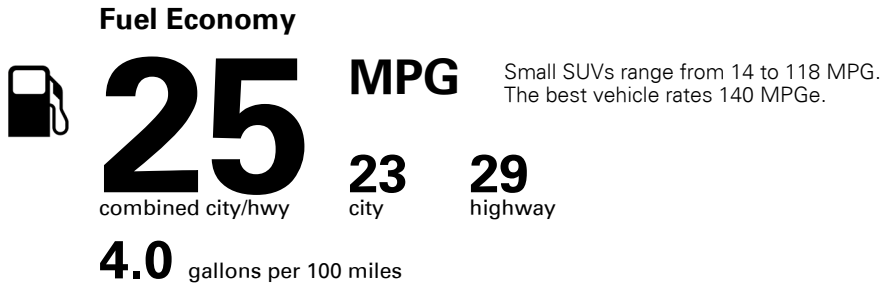 Fuel Economy
25 MPG
Small SUVs range from 14 to 118 MPG.
The best vehicle rates 140 MPGe.
combined city/hwy
23
city
29
highway
4.0 gallons per 100 miles